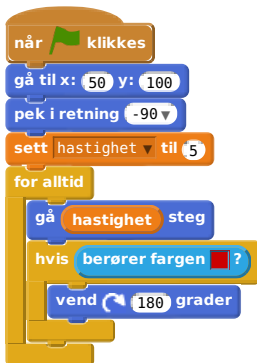 når klikkes
gå til x: 50 y: 100
pek i retning -90▼
sett hastighet ▼ til 5
for alltid
gå hastighet steg
hvis berører fargen ?
vend 180 grader